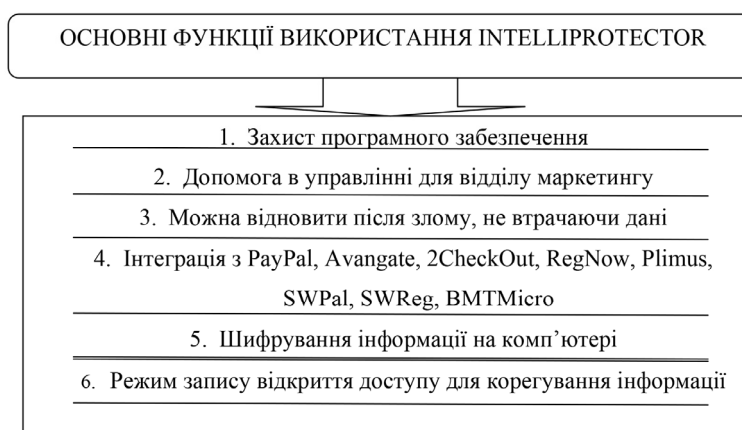 ОСНОВНІ ФУНКЦІЇ ВИКОРИСТАННЯ INTELLIPROTECTOR
1. Захист програмного забезпечення
2. Допомога в управлінні для відділу маркетингу
3. Можна відновити після злому, не втрачаючи дані
4. Інтеграція з PayPal, Avangate, 2CheckOut, RegNow, Plimus,
SWPal, SWReg, BMTMicro
5. Шифрування інформації на комп’ютері
6. Режим запису відкриття доступу для корегування інформації